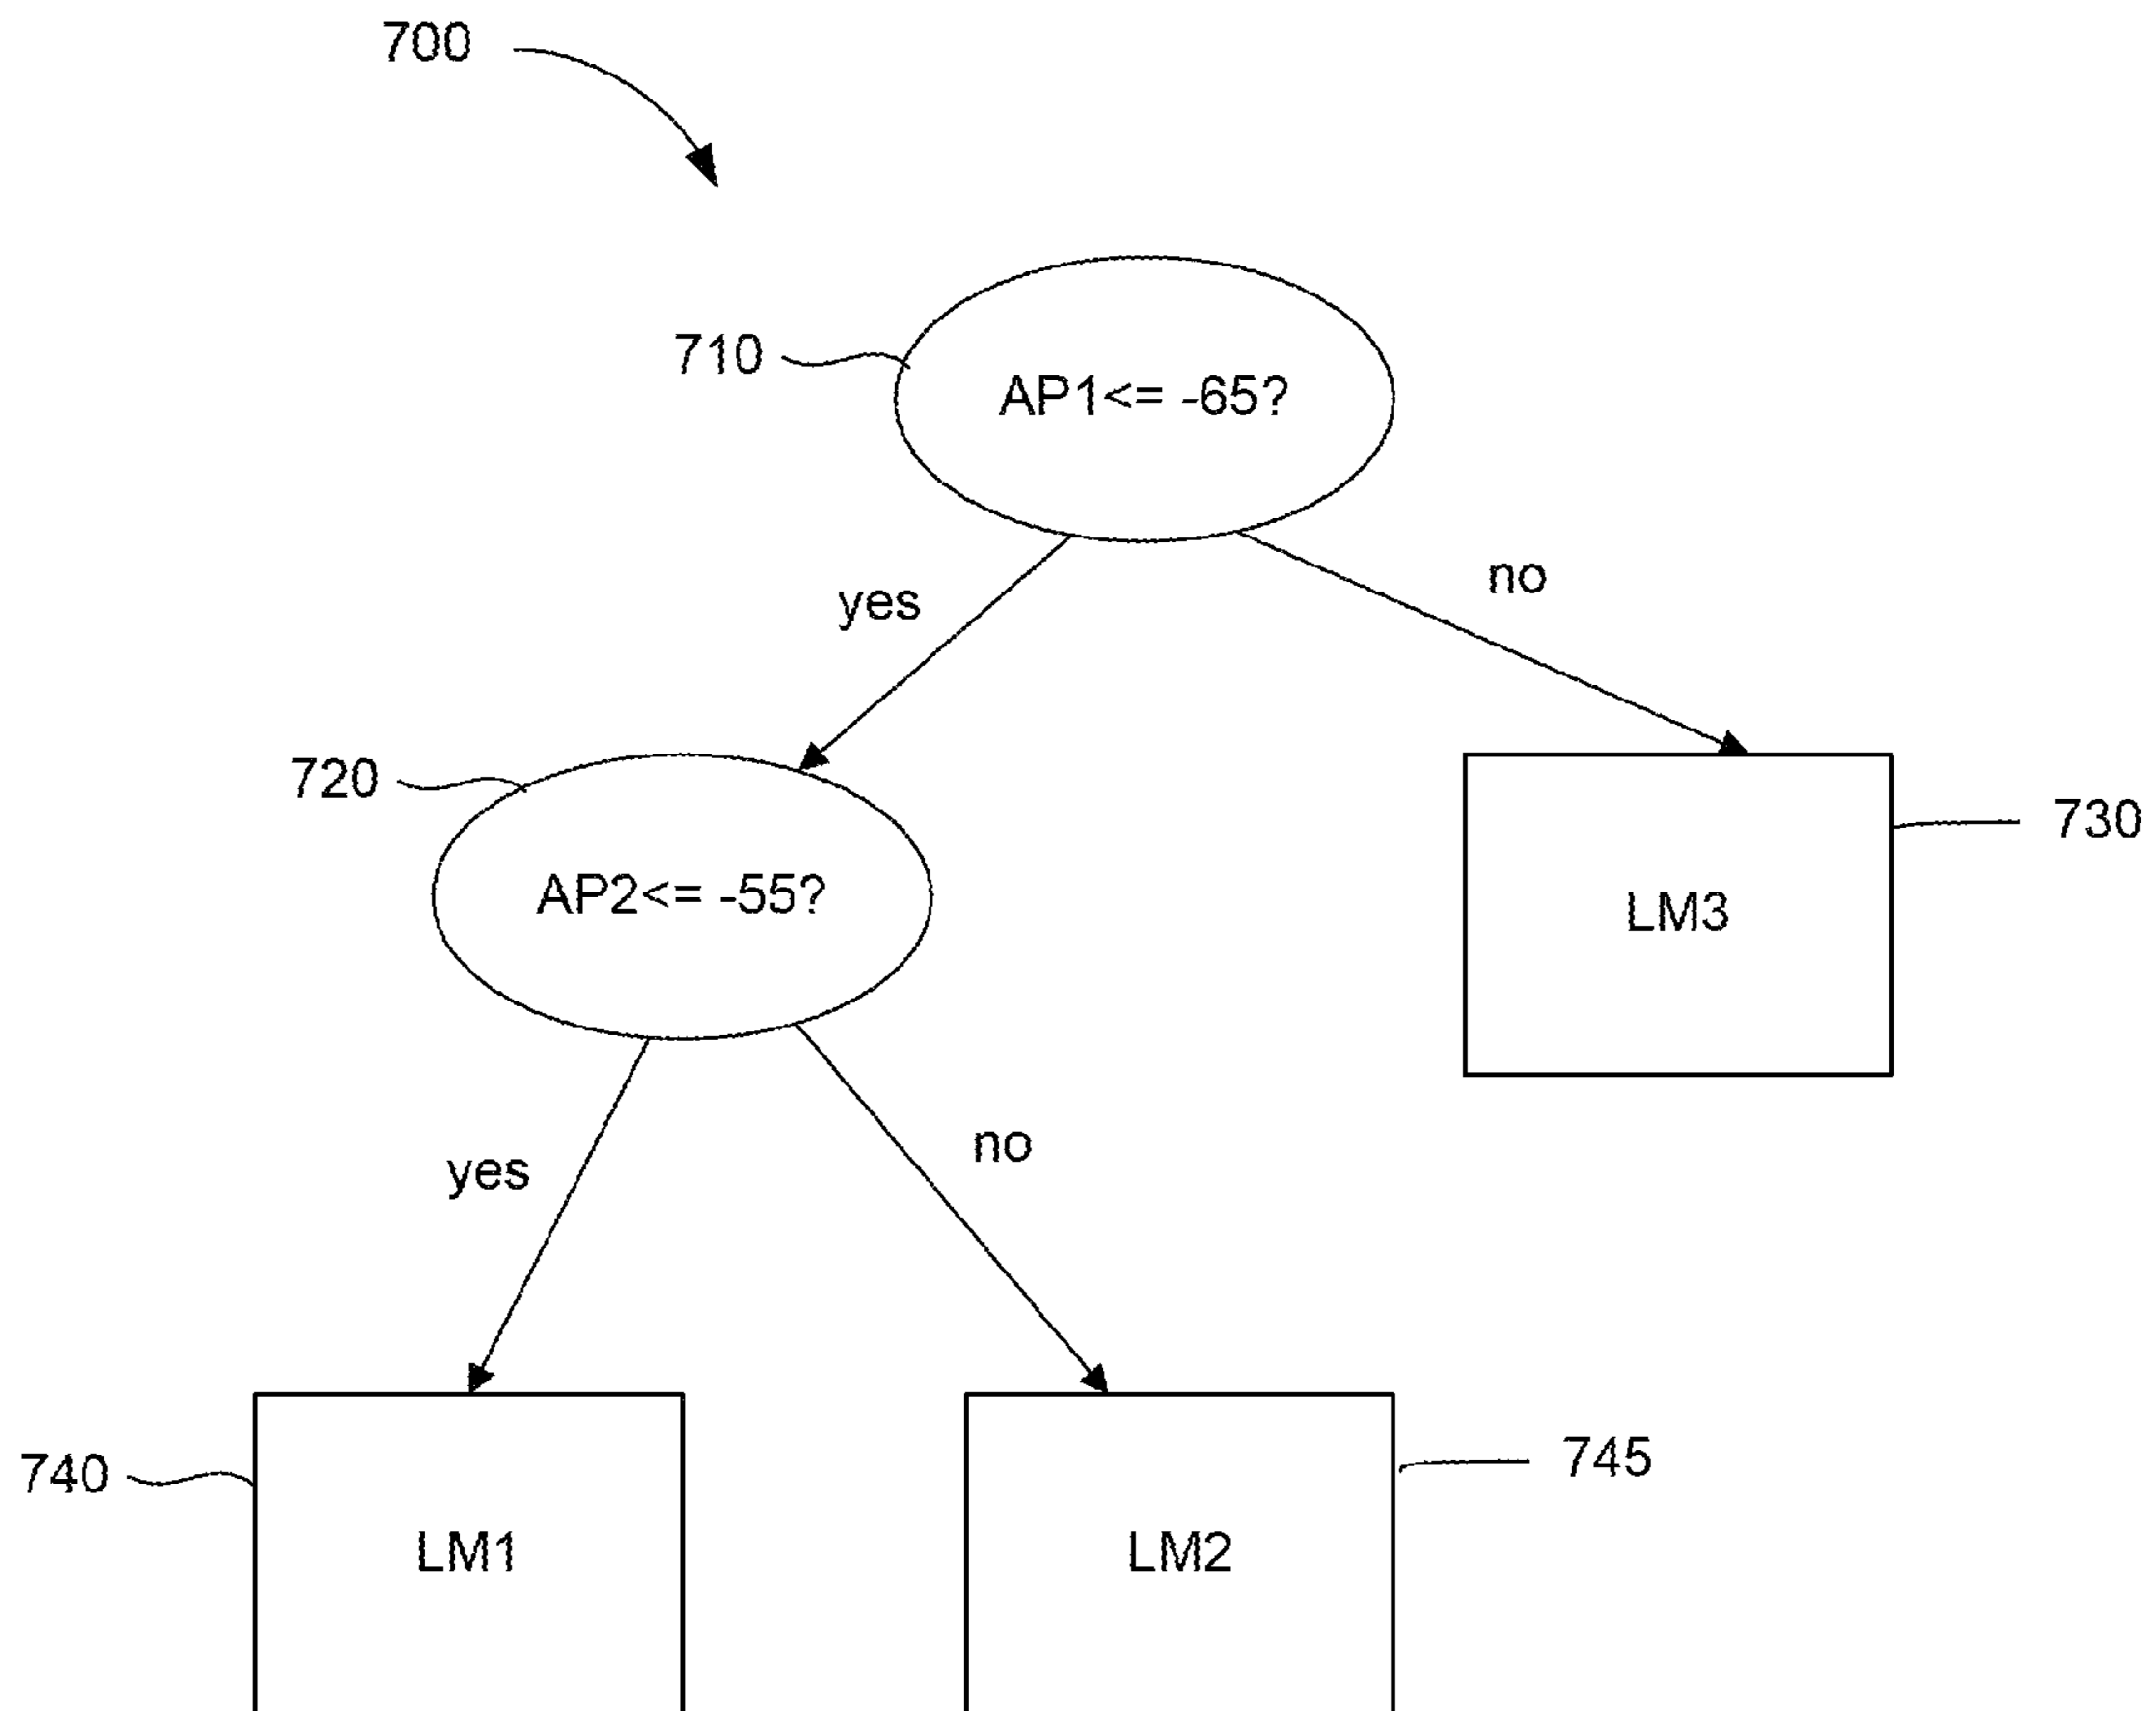 700
710
AP1<= -65?
yes
no
720
AP2<= -55?
730
LM3
yes
no
740
LM1
745
LM2